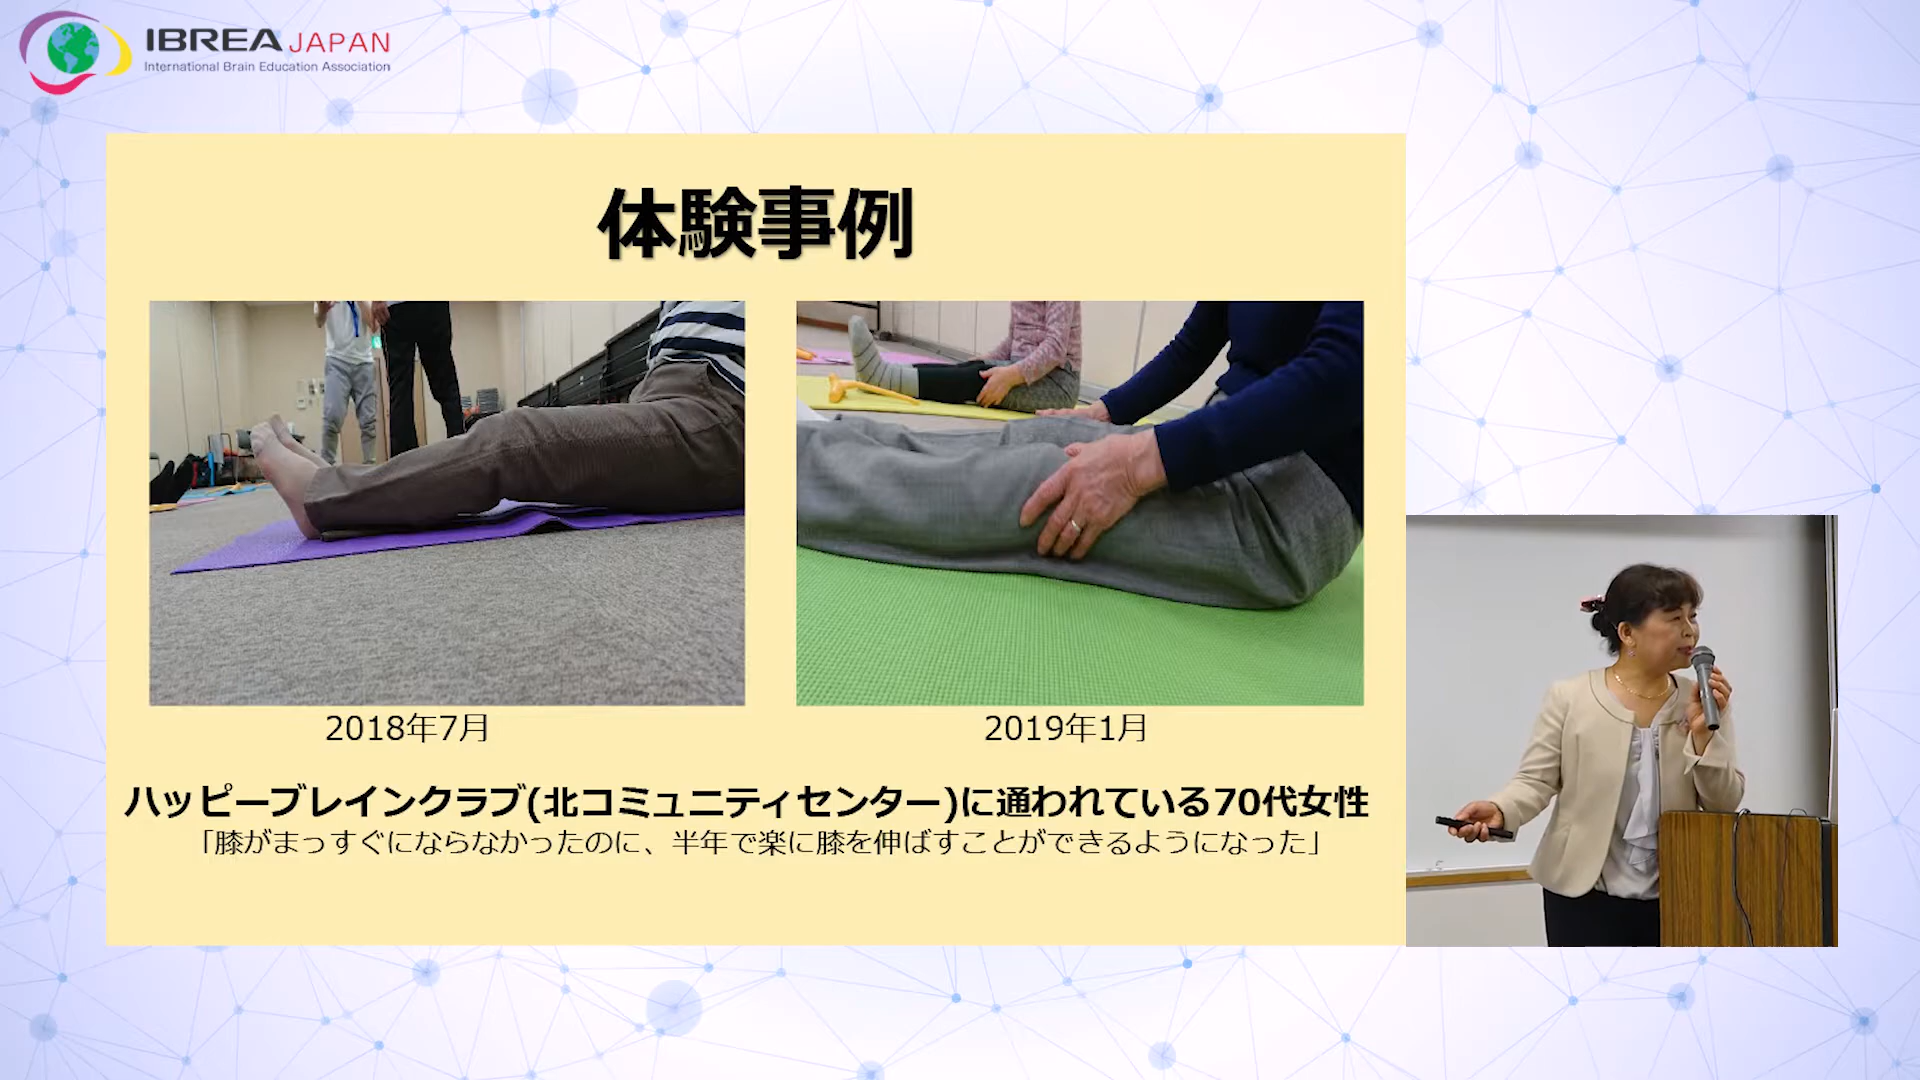 IBREA JAPAN
International Brain Education Association
体験事例
2018年7月
2019年1月
ハッピーブレインクラブ(北コミュニティセンター)に通われている70代女性
「膝がまっすぐにならなかったのに、半年で楽に膝を伸ばすことができるようになった」